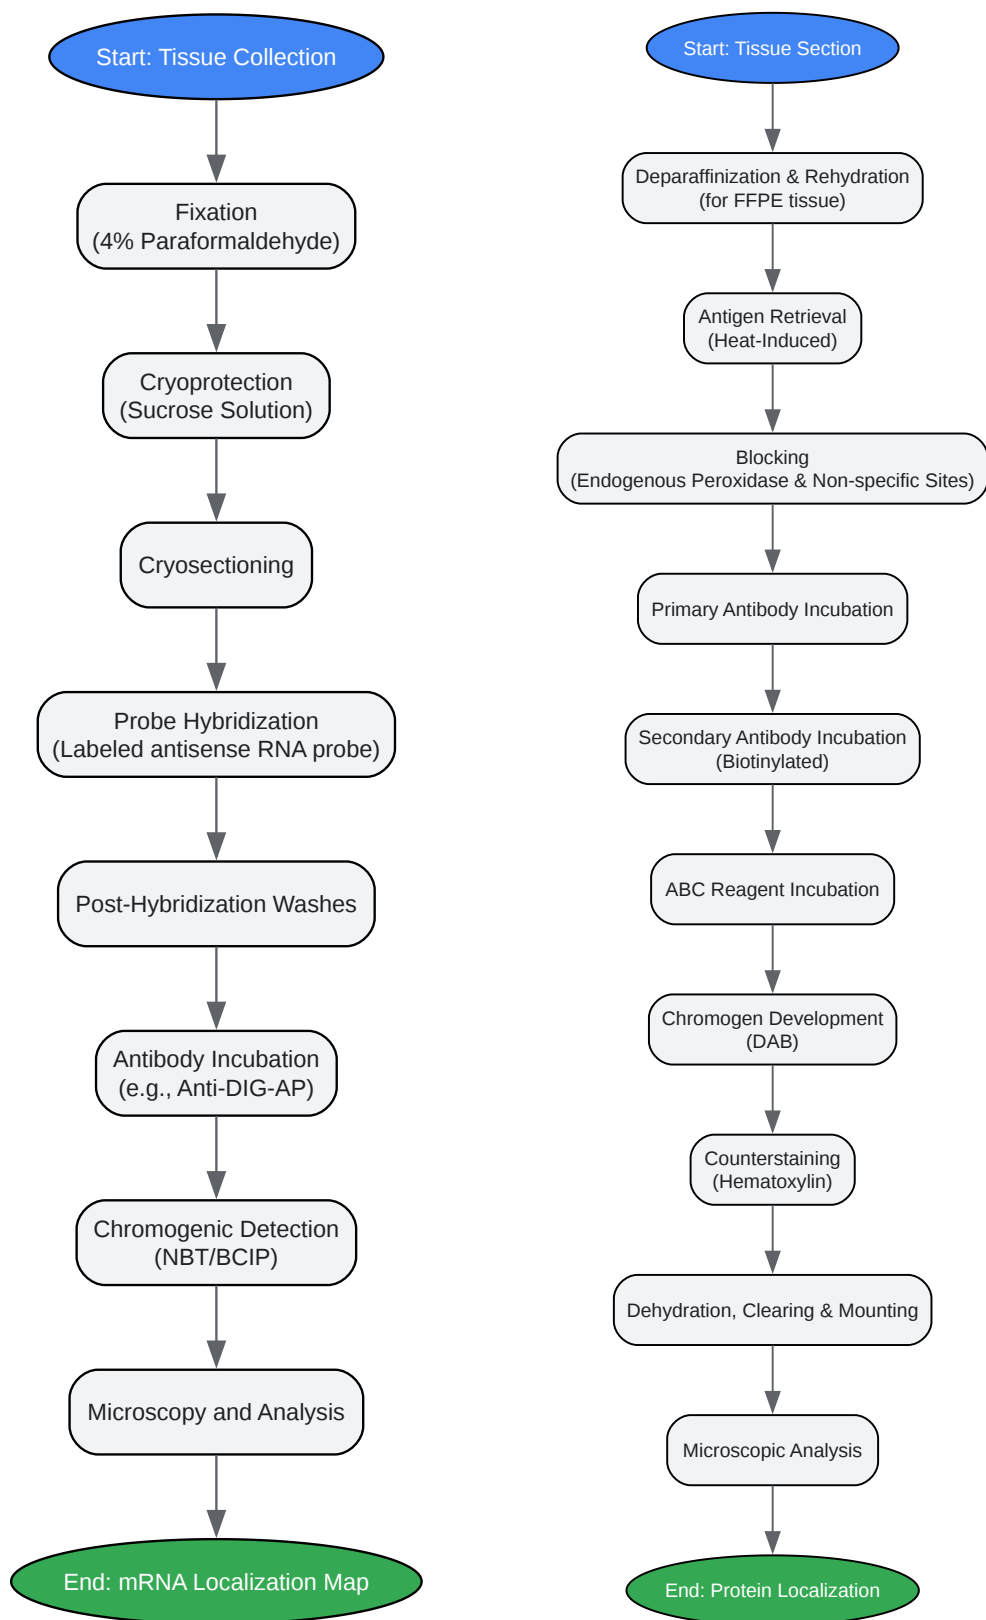 Start: Tissue Collection
Fixation
(4% Paraformaldehyde)
Cryoprotection
(Sucrose Solution)
Cryosectioning
Probe Hybridization
(Labeled antisense RNA probe)
Post-Hybridization Washes
Antibody Incubation
(e.g., Anti-DIG-AP)
Chromogenic Detection
(NBT/BCIP)
Microscopy and Analysis
End: mRNA Localization Map
Start: Tissue Section
Deparaffinization & Rehydration
(for FFPE tissue)
Antigen Retrieval
(Heat-Induced)
Blocking
(Endogenous Peroxidase & Non-specific Sites)
Primary Antibody Incubation
Secondary Antibody Incubation
(Biotinylated)
ABC Reagent Incubation
Chromogen Development
(DAB)
Counterstaining
(Hematoxylin)
Dehydration, Clearing & Mounting
Microscopic Analysis
End: Protein Localization